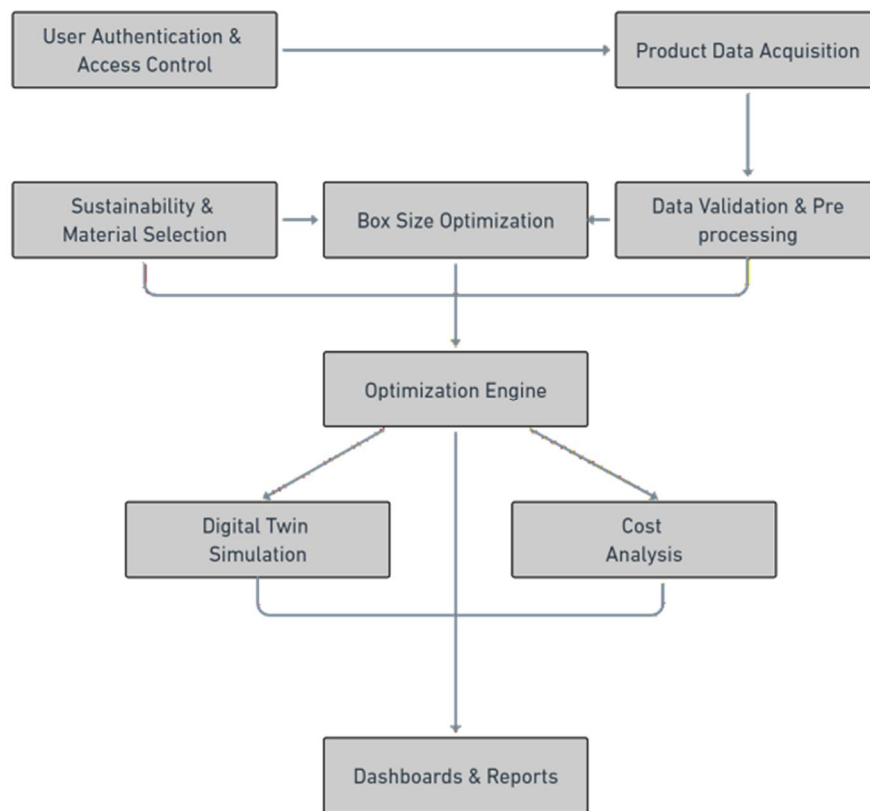 User Authentication &
Access Control
Product Data Acquisition
Sustainability &
Material Selection
Box Size Optimization
Data Validation & Pre
processing
Optimization Engine
Digital Twin
Simulation
Cost
Analysis
Dashboards & Reports